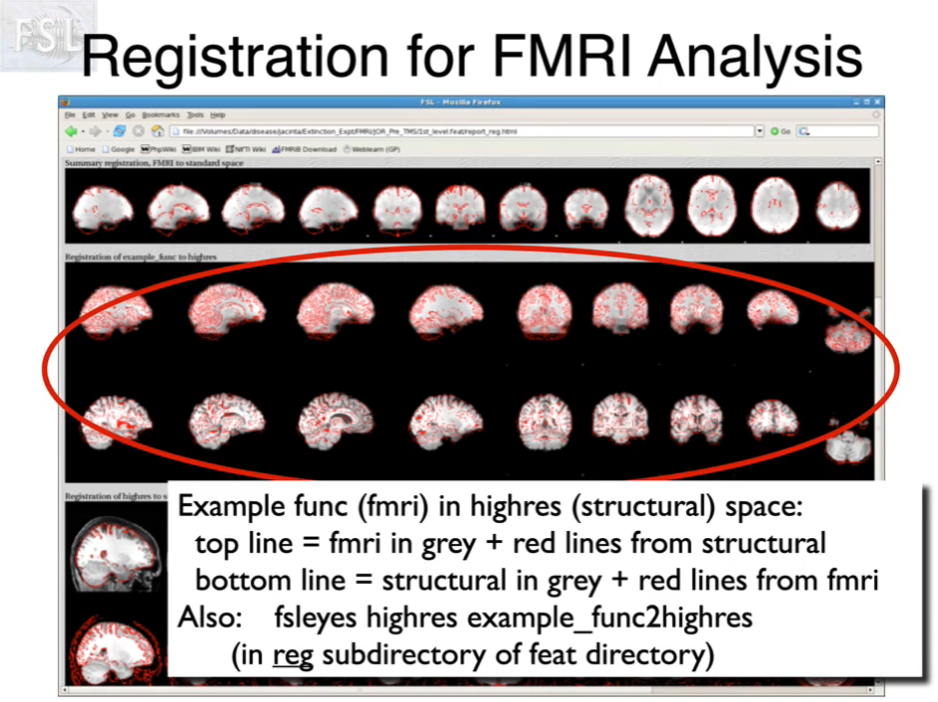 FSL
Registration for FMRI Analysis
FSL - Mozilla Firefox
File Edit View Go Bookmarks Tools Help
file:///Volumes/Data/disease/jacinta/Extinction_Expt/FMRI/JOR_Pre_TMS/1st_level.feat/report_reg.html Go
Home Google PhpWiki IBM Wiki NIfTI Wiki FMRIB Download Weblearn (GP)
Summary registration, FMRI to standard space
Registration of example_func to highres
Registration of highres to s
Example func (fmri) in highres (structural) space:
top line = fmri in grey + red lines from structural
bottom line = structural in grey + red lines from fmri
Also: fsleyes highres example_func2highres
(in reg subdirectory of feat directory)